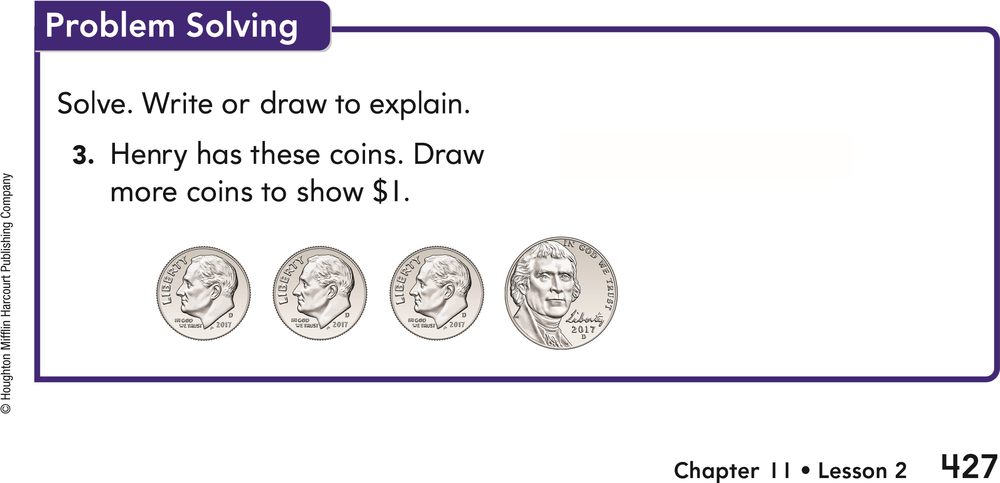 Problem Solving
Solve. Write or draw to explain.
3. Henry has these coins. Draw
more coins to show $1.
LIBERTY
IN GOD
WE TRUST
D
2017
LIBERTY
IN GOD
WE TRUST
D
2017
LIBERTY
IN GOD
WE TRUST
D
2017
IN GOD WE TRUST
Liberty
2017
D
© Houghton Mifflin Harcourt Publishing Company
Chapter 11 • Lesson 2 427